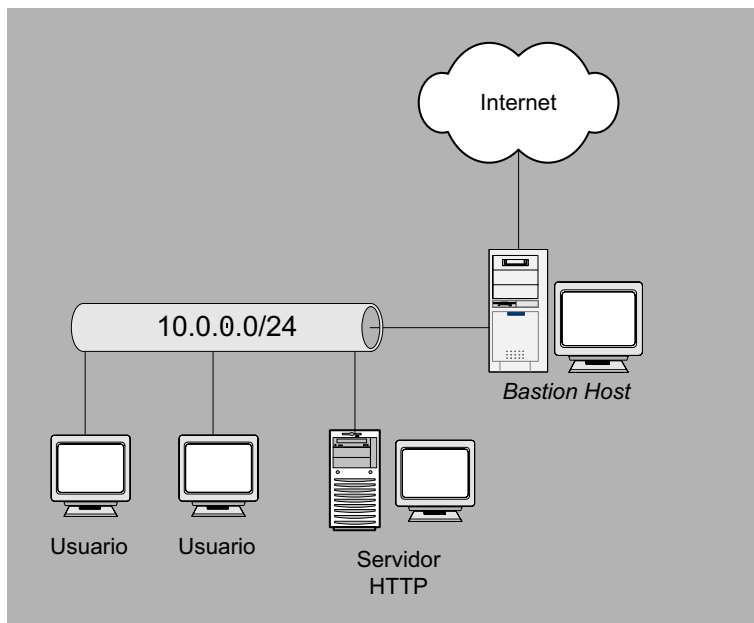 Internet
10.0.0.0/24
Bastion Host
Usuario
Usuario
Servidor
HTTP